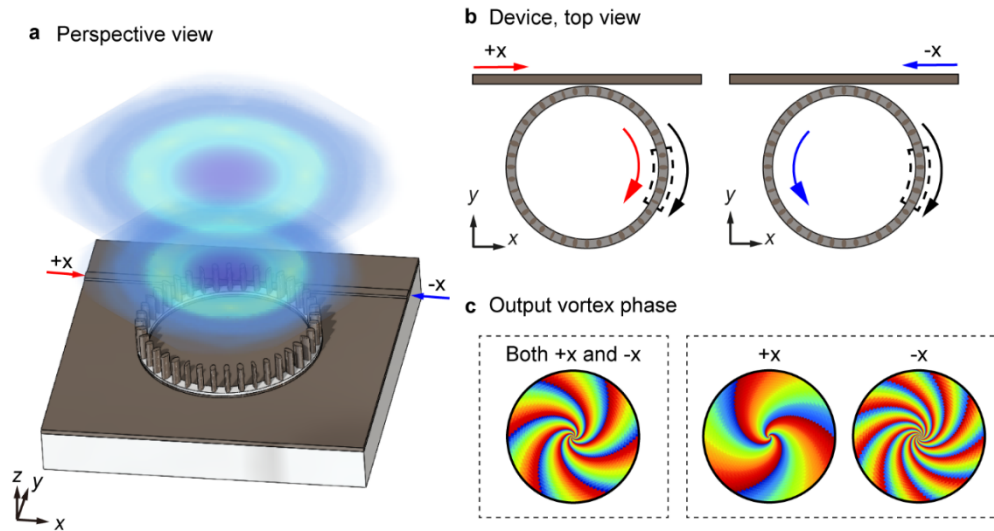 a Perspective view
+x
-x
z
y
x
b Device, top view
+x
-x
y
x
y
x
c Output vortex phase
Both +x and -x
+x
-x